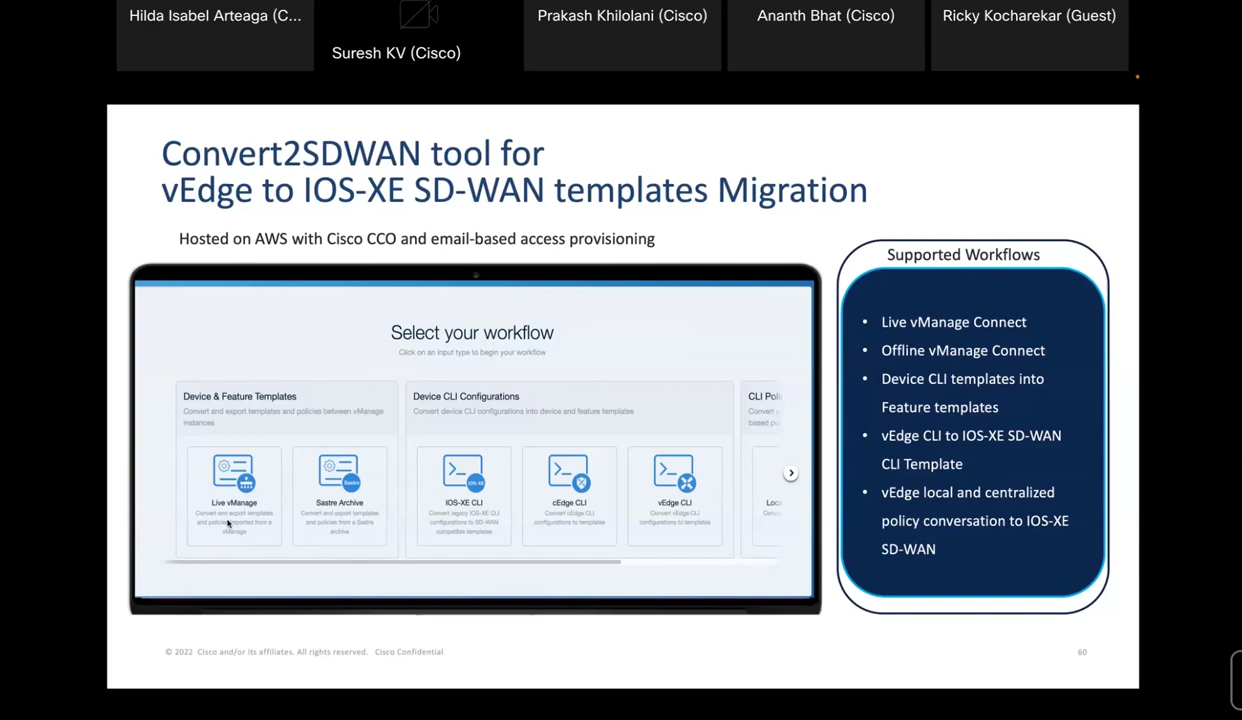 Hilda Isabel Arteaga (C...
Suresh KV (Cisco)
Prakash Khilolani (Cisco)
Ananth Bhat (Cisco)
Ricky Kocharekar (Guest)
Convert2SDWAN tool for
vEdge to IOS-XE SD-WAN templates Migration
Hosted on AWS with Cisco CCO and email-based access provisioning
Select your workflow
Click on an input type to begin your workflow
Device & Feature Templates
Convert and export templates and policies between vManage
instances
Live vManage
Convert and export templates
and policies imported from a
vManage
Sastre
Sastre Archive
Convert and export templates
and policies from a Sastre
archive
Device CLI Configurations
Convert device CLI configurations into device and feature templates
IOS-XE
IOS-XE CLI
Convert legacy IOS-XE CLI
configurations to SD-WAN
compatible templates
cEdge CLI
Convert cEdge CLI
configurations to templates
vEdge CLI
Convert vEdge CLI
configurations to templates
CLI Poli
Convert
based po
Loc
Conv
Supported Workflows
• Live vManage Connect
• Offline vManage Connect
• Device CLI templates into
Feature templates
• vEdge CLI to IOS-XE SD-WAN
CLI Template
• vEdge local and centralized
policy conversation to IOS-XE
SD-WAN
© 2022 Cisco and/or its affiliates. All rights reserved. Cisco Confidential
60